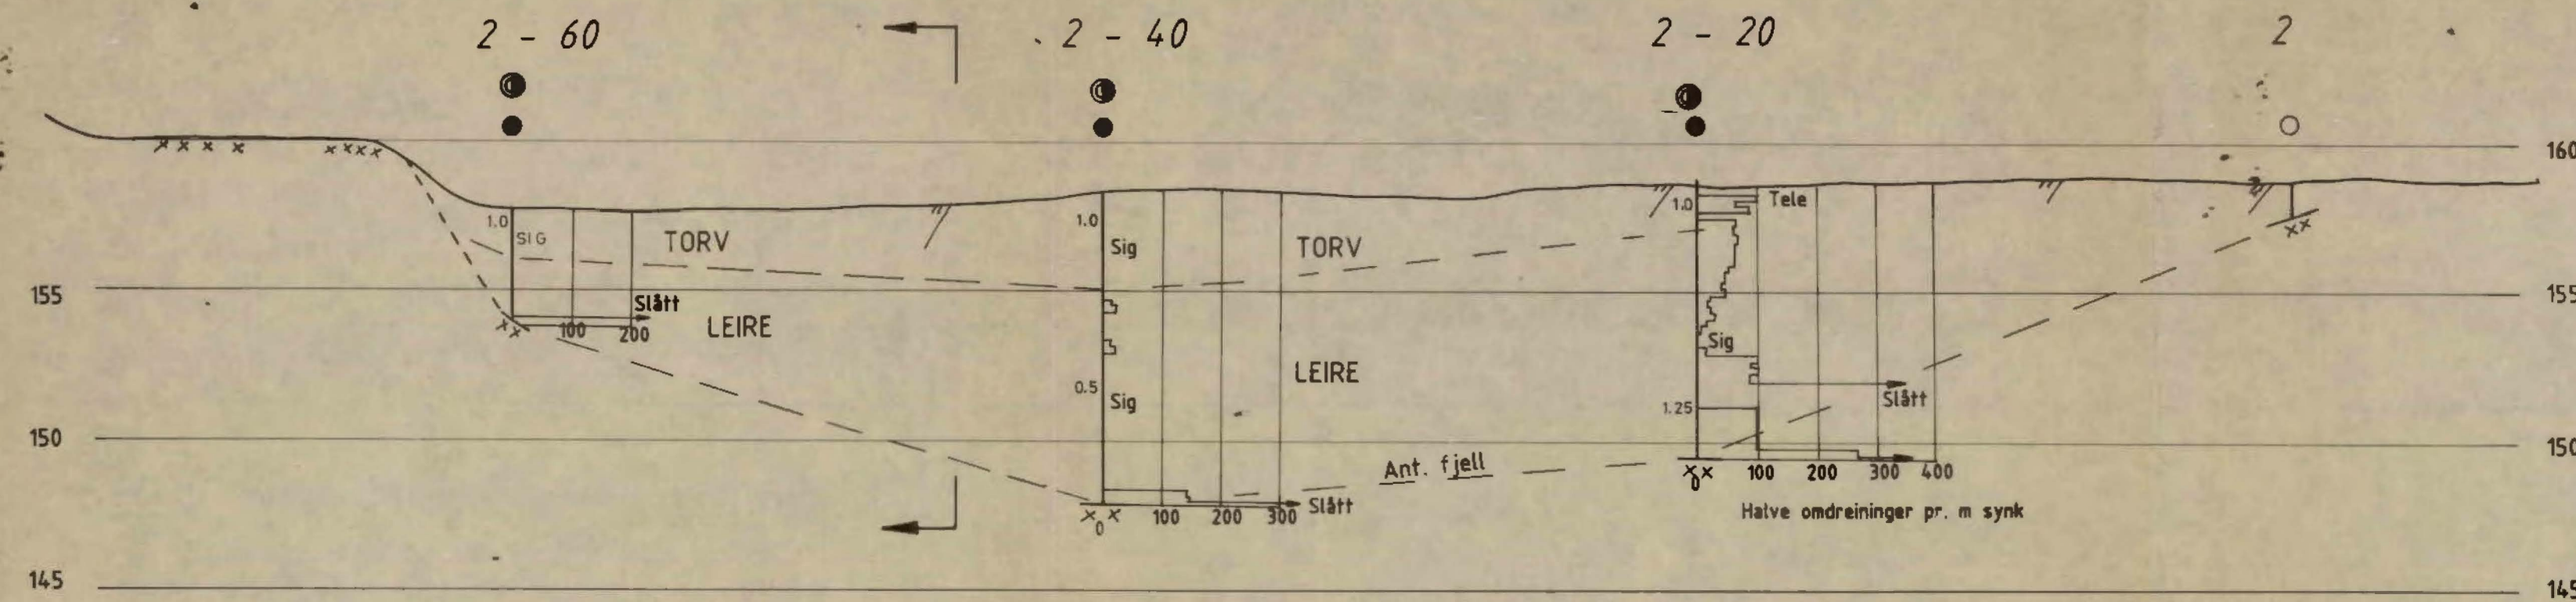 2 - 60
2 - 40
2 - 20
2
160
1.0
SIG
TORV
1.0
Sig
TORV
1.0
Tele
155
Slått
100
200
LEIRE
155
0.5
Sig
LEIRE
Sig
1.25
Slått
150
Ant. fjell
150
0
100
200
300
Slått
0
100
200
300
400
Halve omdreininger pr. m synk
145
145